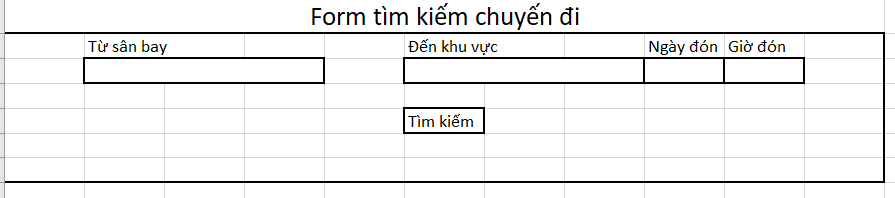 Form tìm kiếm chuyến đi
Từ sân bay Đến khu vực Ngày đón Giờ đón
Tìm kiếm